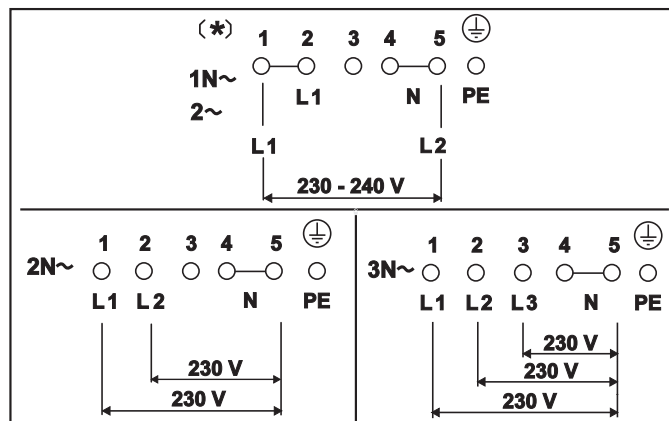 (*) 1 2 3 4 5
1N~ L1 N PE
2~
L1 L2
230 - 240 V
1 2 3 4 5
2N~
L1 L2 N PE
230 V
230 V
1 2 3 4 5
3N~
L1 L2 L3 N PE
230 V
230 V
230 V